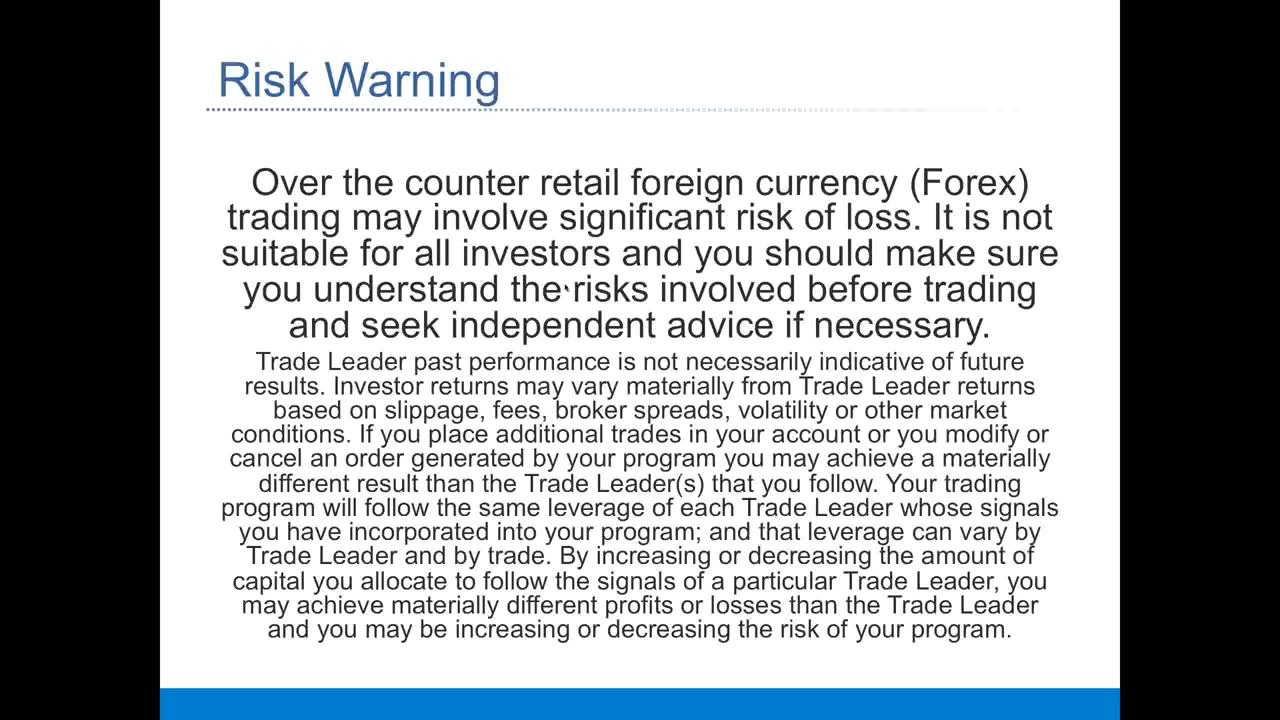 Risk Warning
Over the counter retail foreign currency (Forex)
trading may involve significant risk of loss. It is not
suitable for all investors and you should make sure
you understand the risks involved before trading
and seek independent advice if necessary.
Trade Leader past performance is not necessarily indicative of future
results. Investor returns may vary materially from Trade Leader returns
based on slippage, fees, broker spreads, volatility or other market
conditions. If you place additional trades in your account or you modify or
cancel an order generated by your program you may achieve a materially
different result than the Trade Leader(s) that you follow. Your trading
program will follow the same leverage of each Trade Leader whose signals
you have incorporated into your program; and that leverage can vary by
Trade Leader and by trade. By increasing or decreasing the amount of
capital you allocate to follow the signals of a particular Trade Leader, you
may achieve materially different profits or losses than the Trade Leader
and you may be increasing or decreasing the risk of your program.